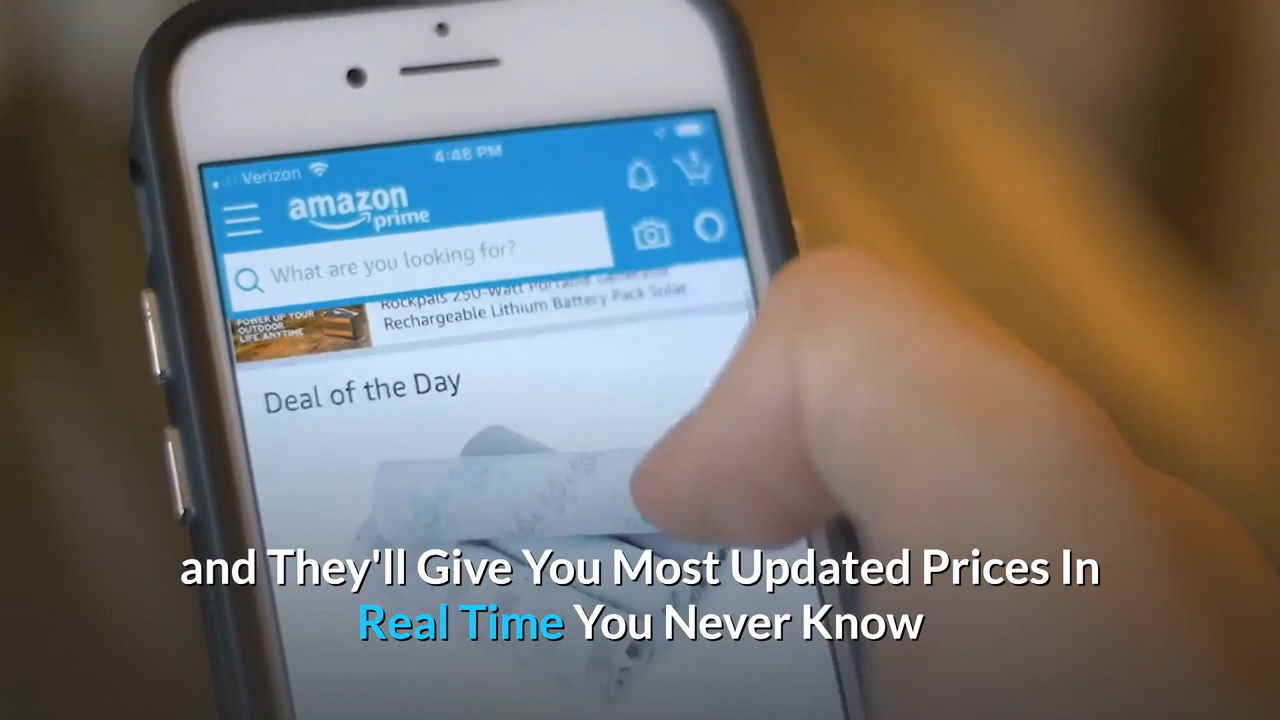 Verizon
4:48 PM
amazon
prime
What are you looking for?
Rockpals 250-Watt Portable Generator
Rechargeable Lithium Battery Pack Solar
POWER UP YOUR
OUTDOOR
LIFE ANYTIME
Deal of the Day
and They'll Give You Most Updated Prices In
Real Time You Never Know